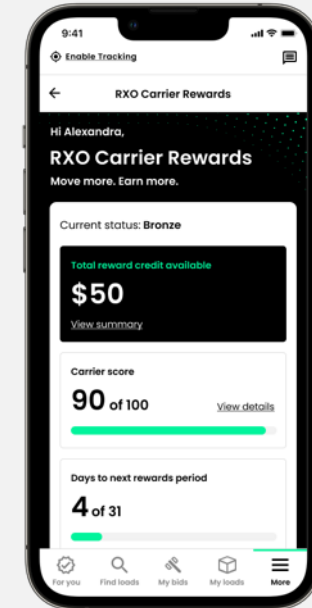 9:41
Enable Tracking
RXO Carrier Rewards
Hi Alexandra,
RXO Carrier Rewards
Move more. Earn more.
Current status: Bronze
Total reward credit available
$50
View summary
Carrier score
90 of 100
View details
Days to next rewards period
4 of 31
For you
Find loads
My bids
My loads
More